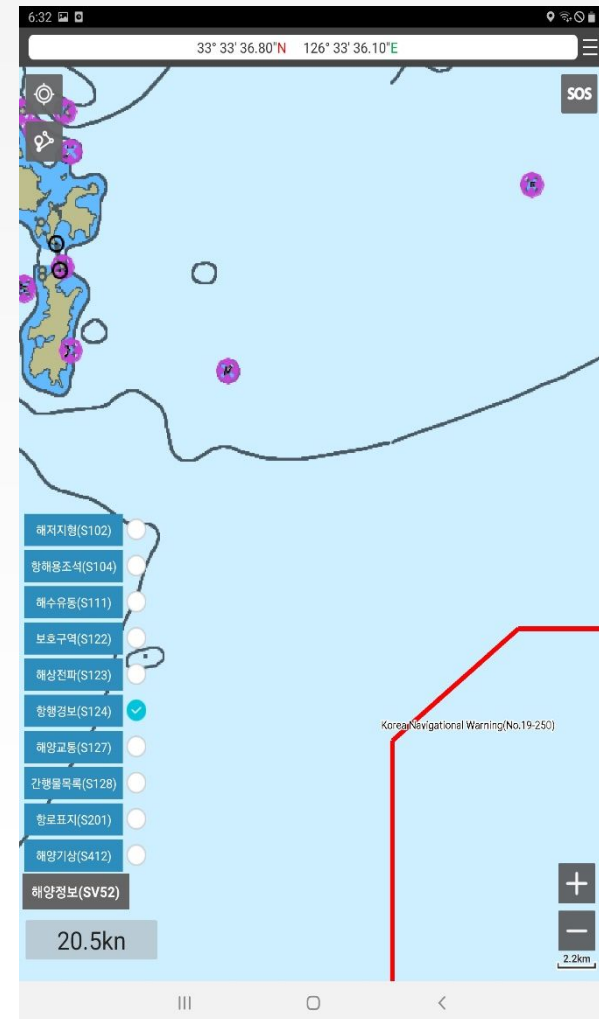 6:32
33° 33' 36.80"N 126° 33' 36.10"E
SOS
해저지형(S102)
항해용조석(S104)
해수유동(S111)
보호구역(S122)
해상전파(S123)
항행경보(S124)
Korea Navigational Warning(No.19-250)
해양교통(S127)
간행물목록(S128)
항로표지(S201)
해양기상(S412)
해양정보(SV52)
20.5kn
2.2km